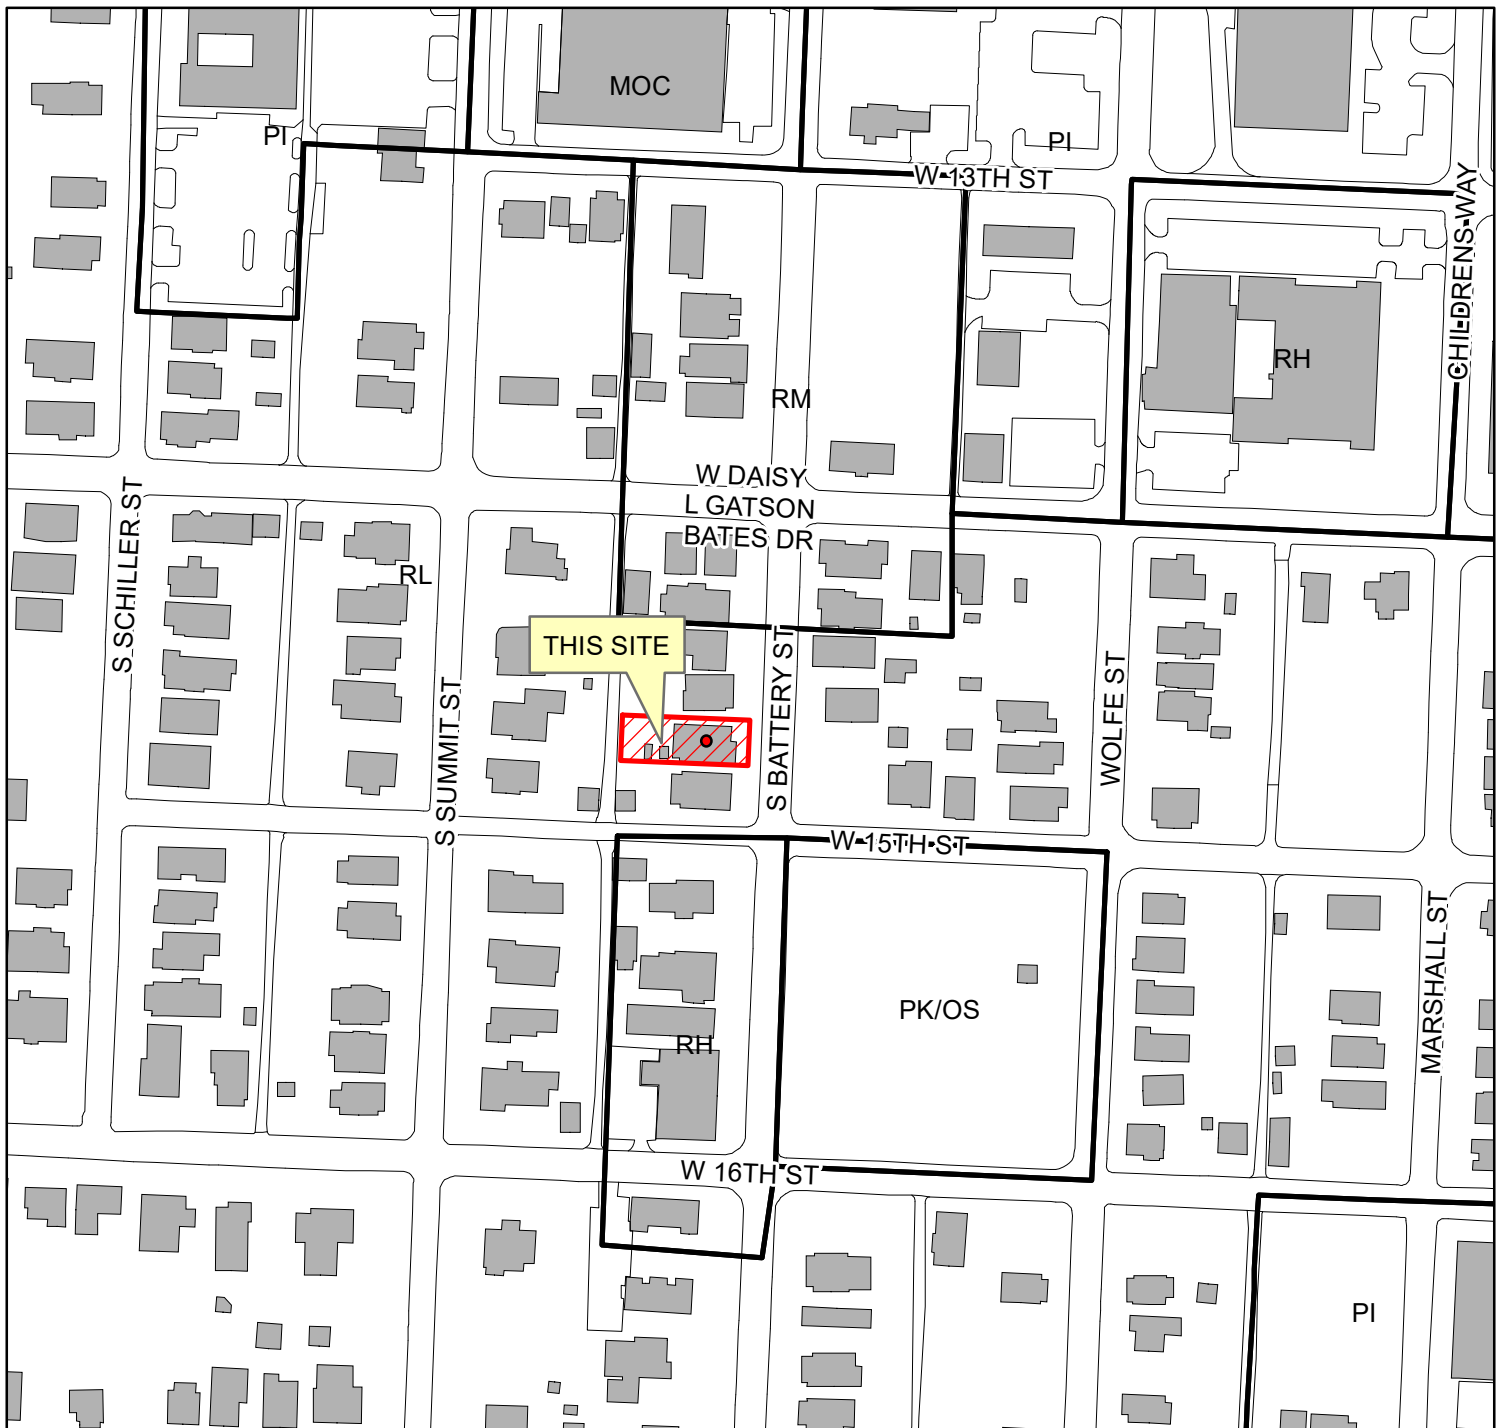 MOC
PI
PI
W 13TH ST
CHILDRENS WAY
RH
RM
W DAISY
L GATSON
BATES DR
S SCHILLER ST
RL
THIS SITE
S SUMMIT ST
S BATTERY ST
WOLFE ST
W 15TH ST
MARSHALL ST
PK/OS
RH
W 16TH ST
PI